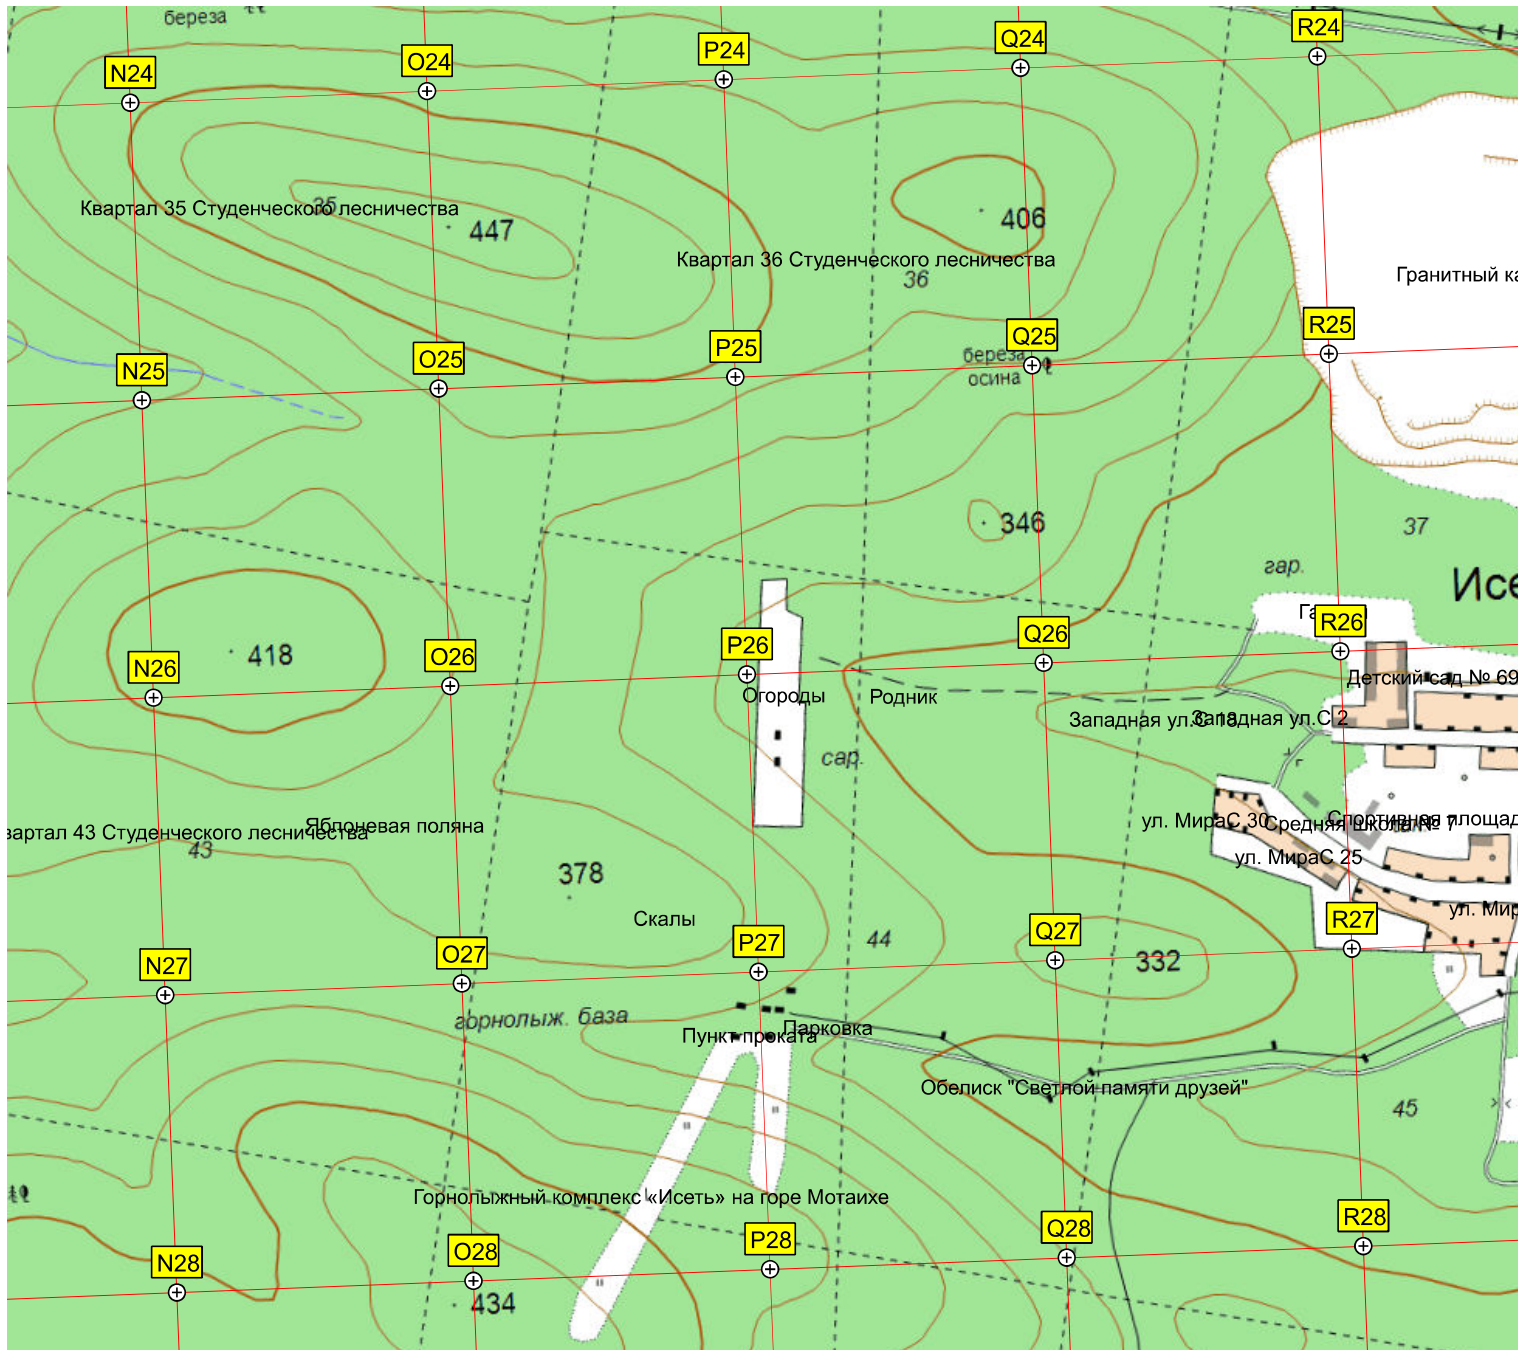 береза
R24
Q24
P24
O24
N24
Квартал 35 Студенческого лесничества
35
447
406
Квартал 36 Студенческого лесничества
36
Гранитный ка
R25
Q25
P25
O25
N25
береза
осина
346
37
гар.
Исе
R26
Q26
P26
O26
N26
418
Детский сад № 69
Огороды
Родник
Западная ул.С 18
Западная ул.С 2
сар.
г
ул. МираС 30
Средняя школа № 7
Спортивная площад
вартал 43 Студенческого лесничества
Яблоневая поляна
43
ул. МираС 25
378
Скалы
ул. Мир
R27
Q27
P27
O27
N27
44
332
горнолыж. база
Парковка
Пункт проката
Обелиск "Светлой памяти друзей"
45
Горнолыжный комплекс «Исеть» на горе Мотаихе
R28
Q28
P28
O28
N28
434